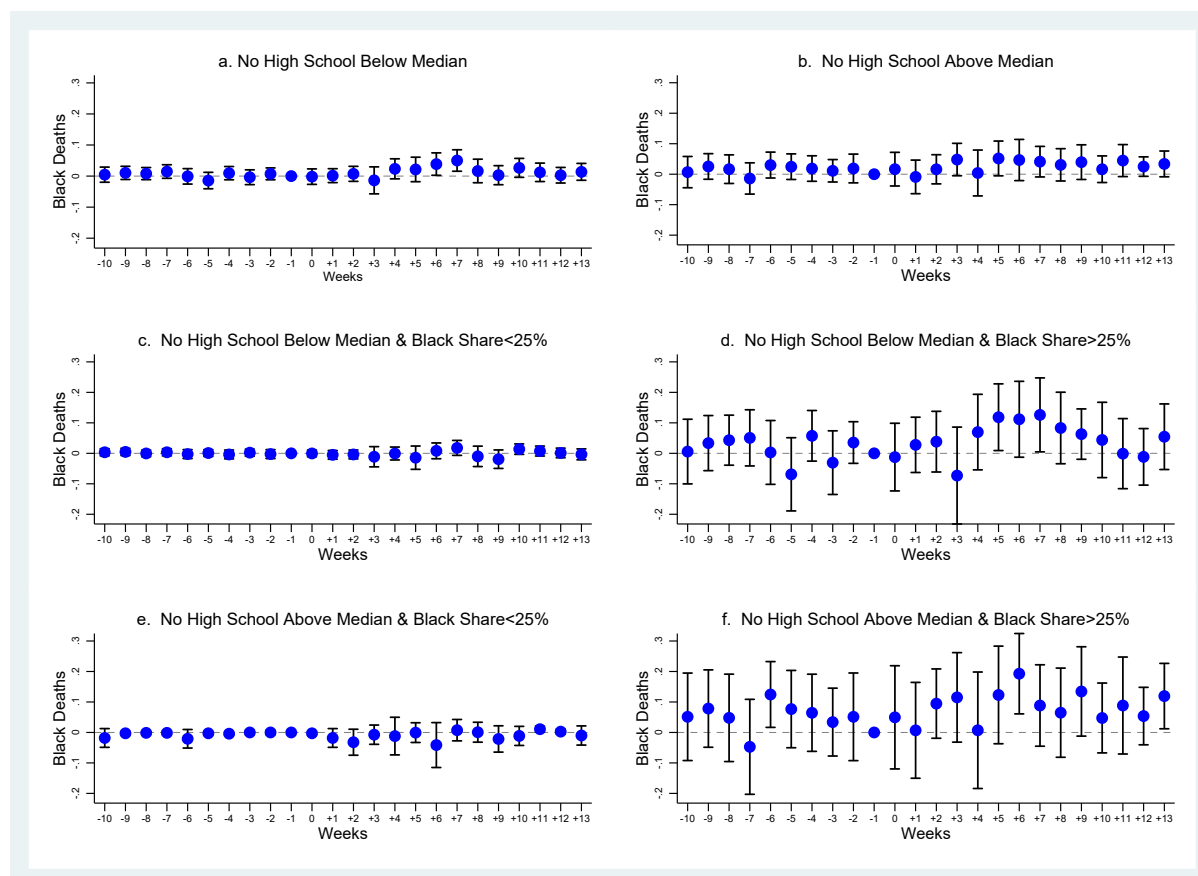 a. No High School Below Median
.3
.2
.1
0
-.1
-.2
Black Deaths
-10 -9 -8 -7 -6 -5 -4 -3 -2 -1 0 +1 +2 +3 +4 +5 +6 +7 +8 +9 +10 +11 +12 +13
Weeks
b. No High School Above Median
.3
.2
.1
0
-.1
-.2
Black Deaths
-10 -9 -8 -7 -6 -5 -4 -3 -2 -1 0 +1 +2 +3 +4 +5 +6 +7 +8 +9 +10 +11 +12 +13
Weeks
c. No High School Below Median & Black Share<25%
.3
.2
.1
0
-.1
-.2
Black Deaths
-10 -9 -8 -7 -6 -5 -4 -3 -2 -1 0 +1 +2 +3 +4 +5 +6 +7 +8 +9 +10 +11 +12 +13
Weeks
d. No High School Below Median & Black Share>25%
.3
.2
.1
0
-.1
-.2
Black Deaths
-10 -9 -8 -7 -6 -5 -4 -3 -2 -1 0 +1 +2 +3 +4 +5 +6 +7 +8 +9 +10 +11 +12 +13
Weeks
e. No High School Above Median & Black Share<25%
.3
.2
.1
0
-.1
-.2
Black Deaths
-10 -9 -8 -7 -6 -5 -4 -3 -2 -1 0 +1 +2 +3 +4 +5 +6 +7 +8 +9 +10 +11 +12 +13
Weeks
f. No High School Above Median & Black Share>25%
.3
.2
.1
0
-.1
-.2
Black Deaths
-10 -9 -8 -7 -6 -5 -4 -3 -2 -1 0 +1 +2 +3 +4 +5 +6 +7 +8 +9 +10 +11 +12 +13
Weeks